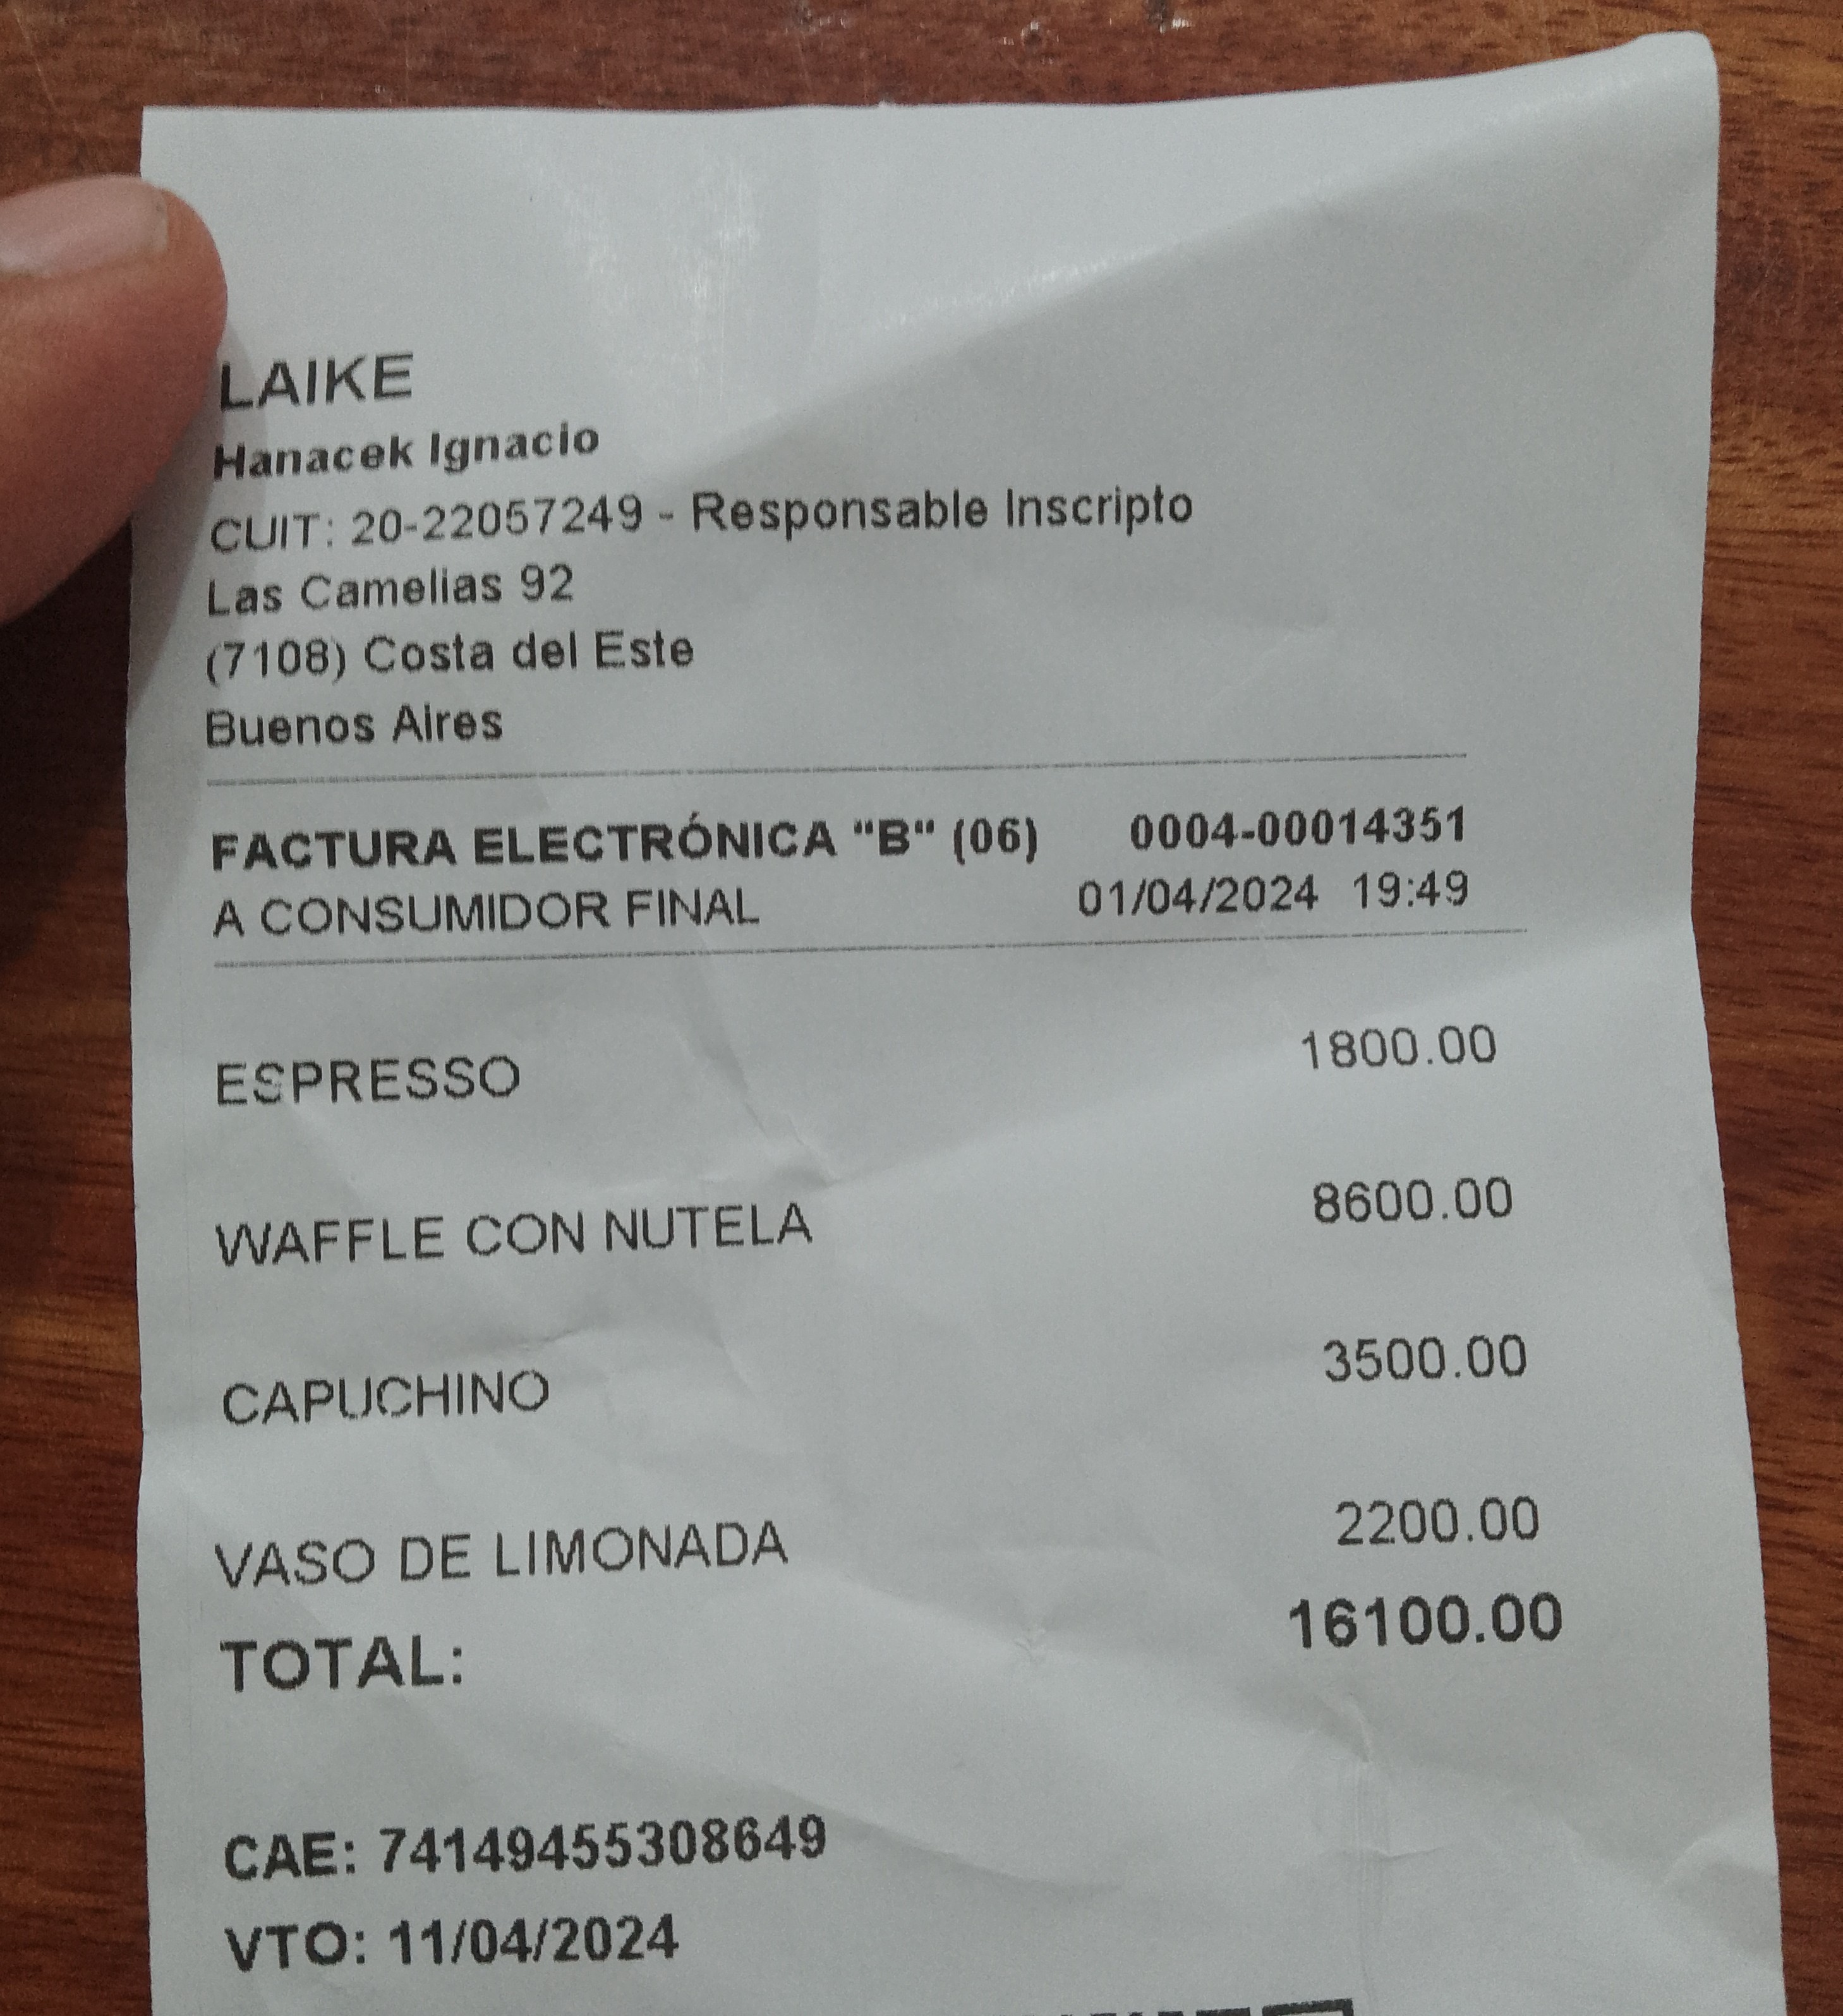 LAIKE
Hanacek Ignacio
CUIT: 20-22057249 - Responsable Inscripto
Las Camelias 92
(7108) Costa del Este
Buenos Aires
FACTURA ELECTRÓNICA "B" (06) 0004-00014351
A CONSUMIDOR FINAL 01/04/2024 19:49
ESPRESSO 1800.00
WAFFLE CON NUTELA 8600.00
CAPUCHINO 3500.00
VASO DE LIMONADA 2200.00
TOTAL: 16100.00
CAE: 74149455308649
VTO: 11/04/2024